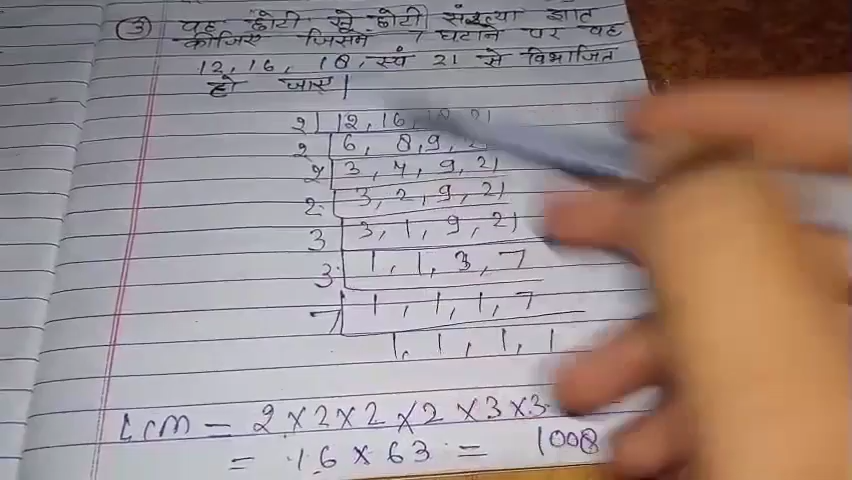 ③ वह छोटी से छोटी संख्या ज्ञात
कीजिए जिसमें 7 घटाने पर वह
12, 16, 18, एवं 21 से विभाजित
हो जाए।
2 | 12, 16, 18, 21
2 | 6, 8, 9, 21
2 | 3, 4, 9, 21
2 | 3, 2, 9, 21
3 | 3, 1, 9, 21
3 | 1, 1, 3, 7
7 | 1, 1, 1, 7
1, 1, 1, 1
LCM = 2×2×2×2×3×3
= 16 × 63 = 1008